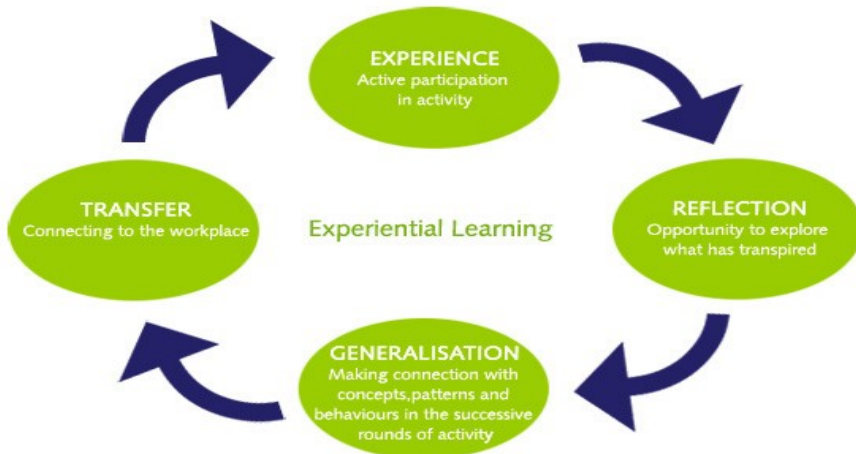 EXPERIENCE
Active participation
in activity
TRANSFER
Connecting to the workplace
Experiential Learning
REFLECTION
Opportunity to explore
what has transpired
GENERALISATION
Making connection with
concepts,patterns and
behaviours in the successive
rounds of activity